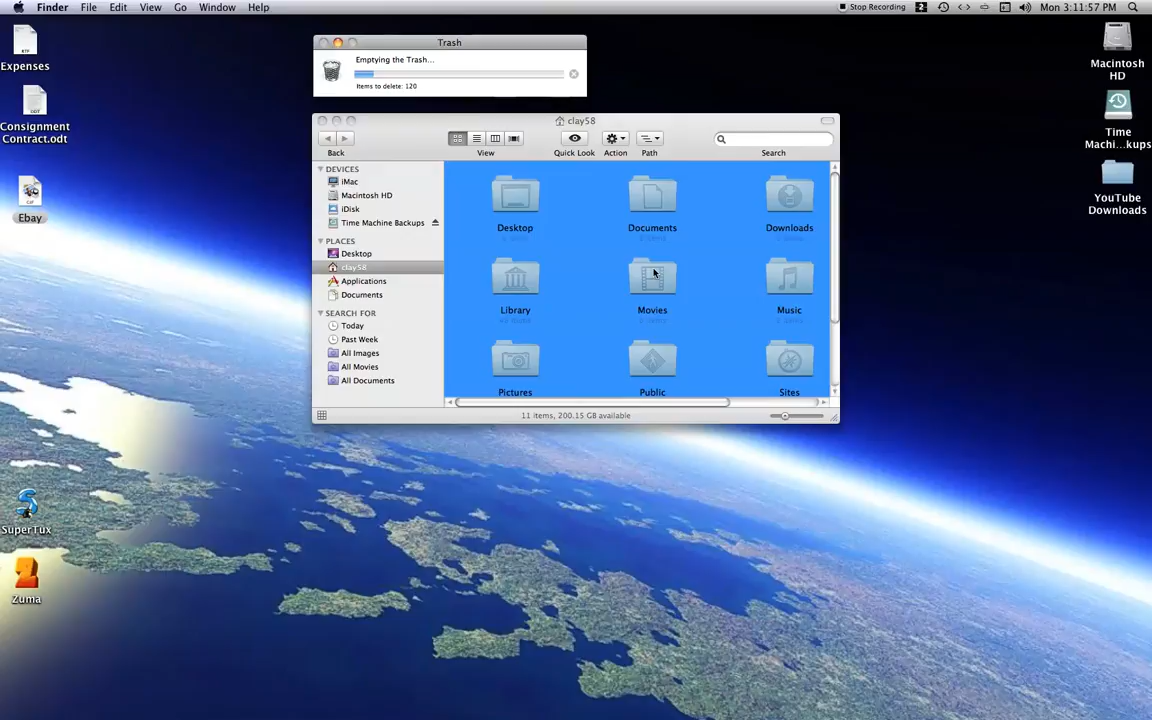 Finder File Edit View Go Window Help Stop Recording 2 Mon 3:11:57 PM
Trash
Emptying the Trash...
Items to delete: 120
Expenses
Consignment
Contract.odt
Ebay
SuperTux
Zuma
clay58
Back View Quick Look Action Path Search
DEVICES
iMac
Macintosh HD
iDisk
Time Machine Backups
PLACES
Desktop
clay58
Applications
Documents
SEARCH FOR
Today
Past Week
All Images
All Movies
All Documents
Desktop Documents Downloads
Library Movies Music
Pictures Public Sites
11 items, 200.15 GB available
Macintosh
HD
Time
Machi...kups
YouTube
Downloads